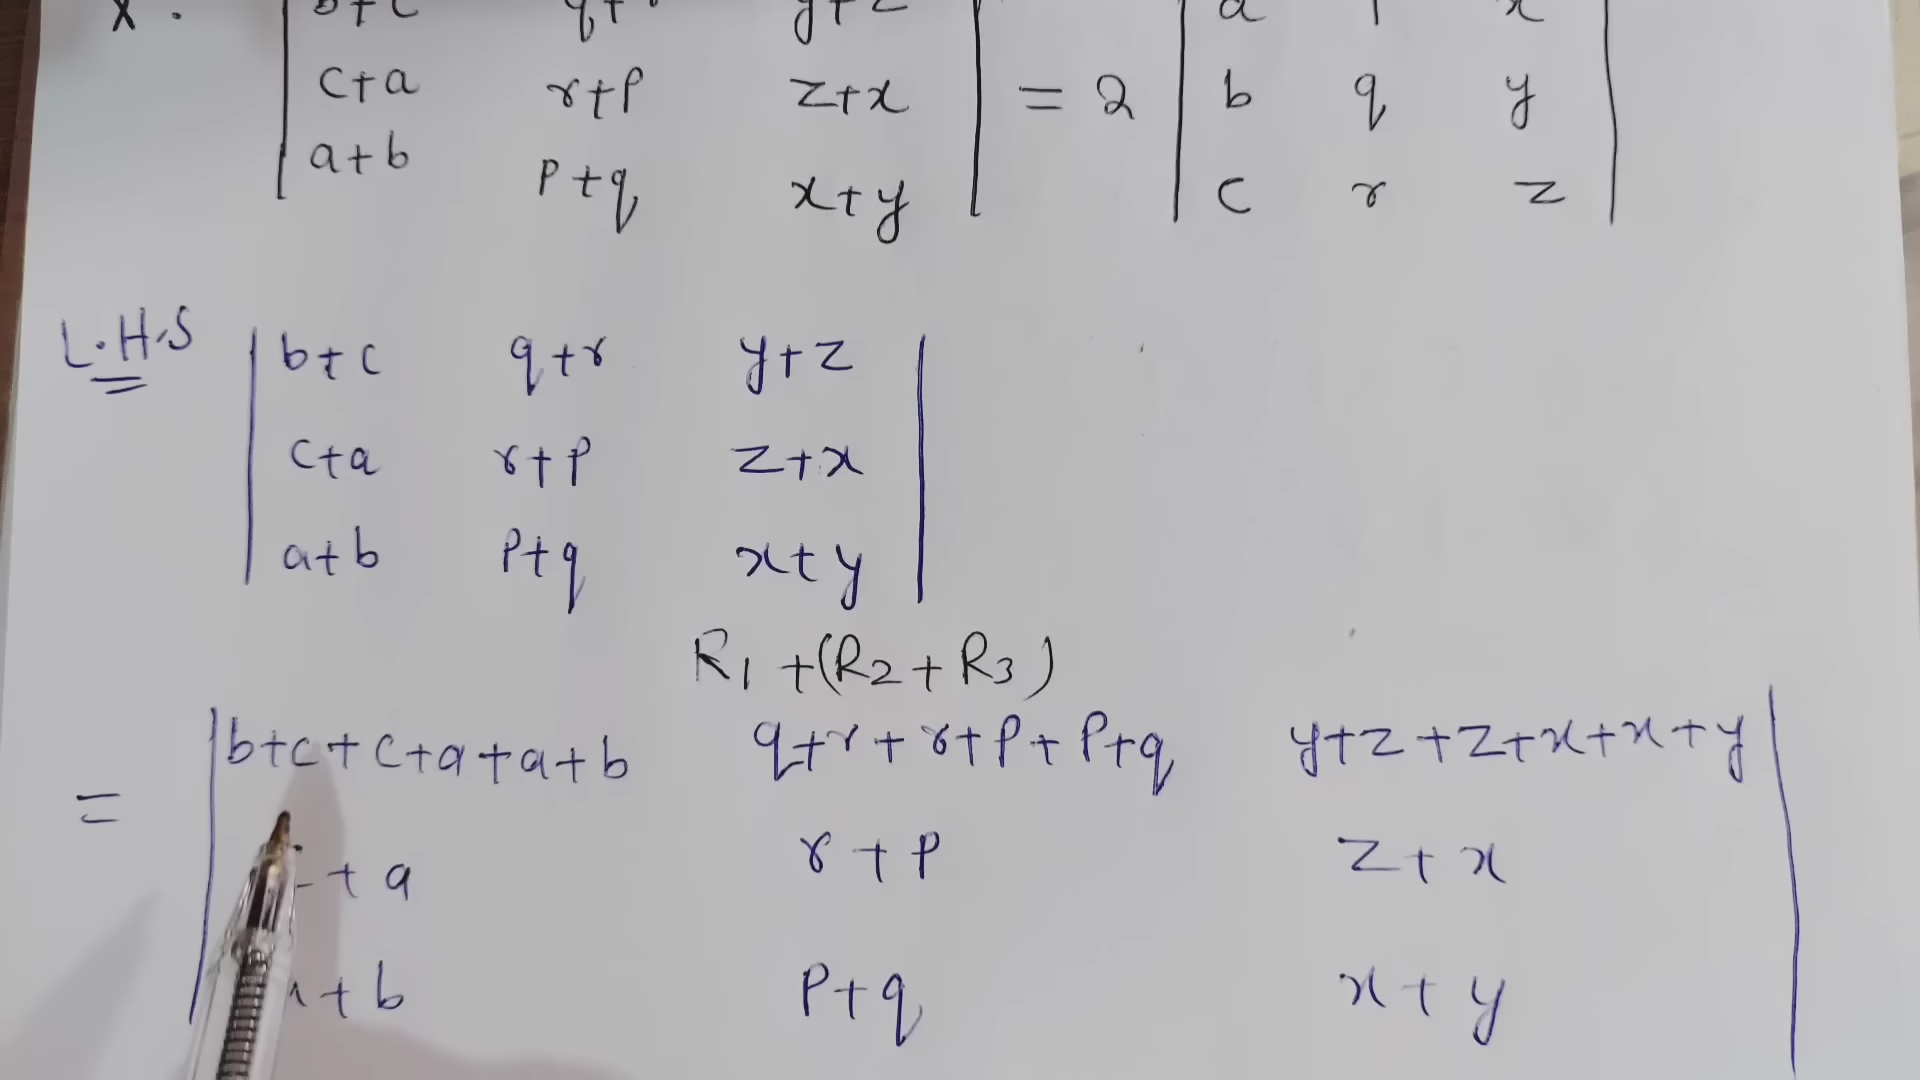 b+c y+z a x
c+a r+p z+x = 2 b q y
a+b p+q x+y c r z
L.H.S b+c q+r y+z
c+a r+p z+x
a+b p+q x+y
R1 +(R2+R3)
b+c+c+a+a+b q+r+r+p+p+q y+z+z+x+x+y
= + a r+p z+x
+b p+q x+y